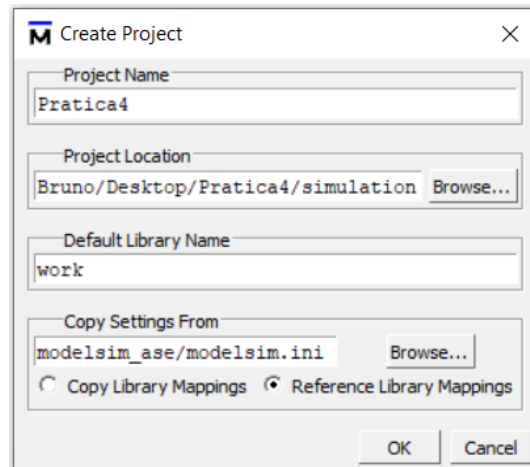 M Create Project
Project Name
Pratica4
Project Location
Bruno/Desktop/Pratica4/simulation Browse...
Default Library Name
work
Copy Settings From
modelsim_ase/modelsim.ini Browse...
Copy Library Mappings Reference Library Mappings
OK Cancel